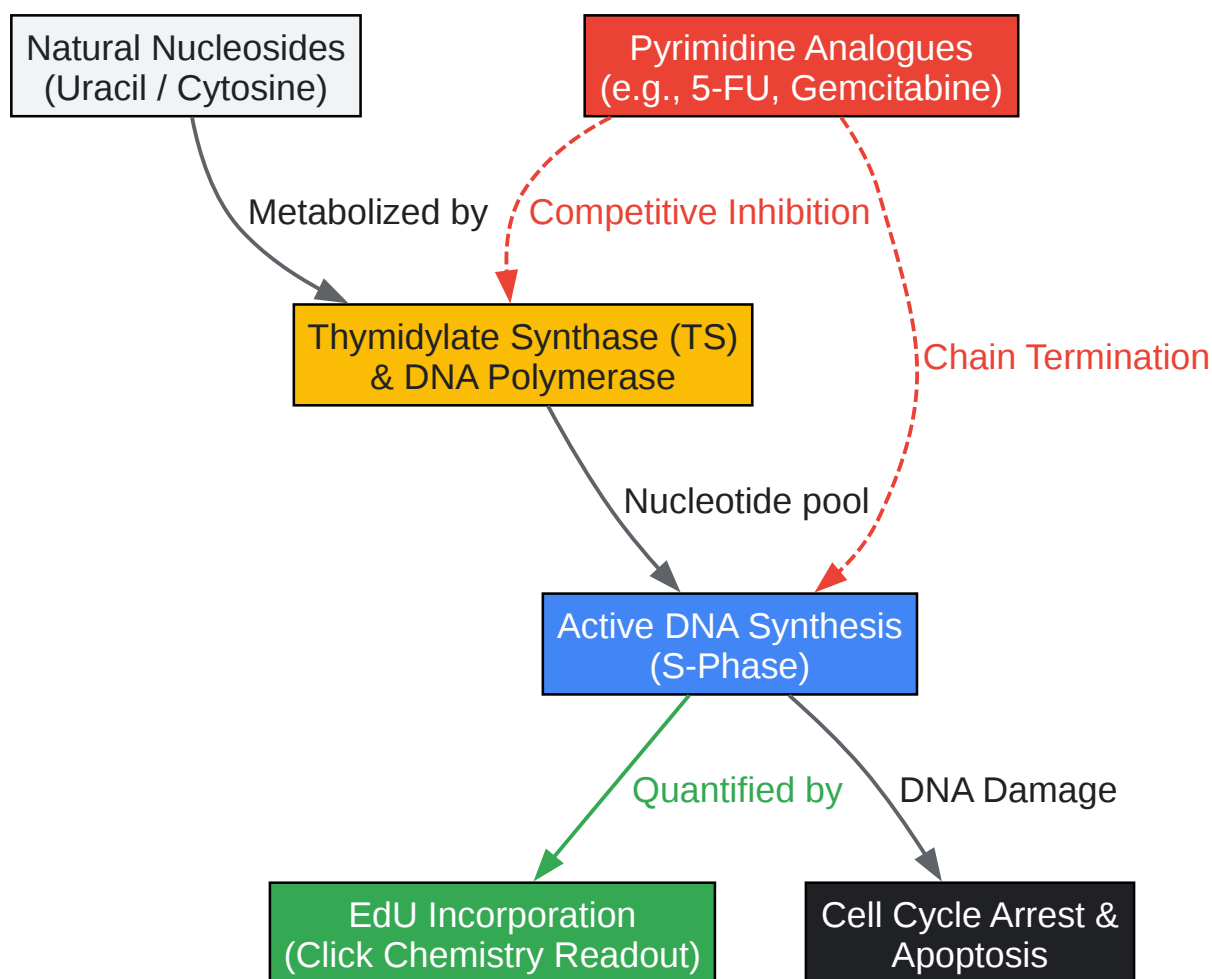 Natural Nucleosides
(Uracil / Cytosine)
Pyrimidine Analogues
(e.g., 5-FU, Gemcitabine)
Metabolized by
Competitive Inhibition
Thymidylate Synthase (TS)
& DNA Polymerase
Chain Termination
Nucleotide pool
Active DNA Synthesis
(S-Phase)
Quantified by
DNA Damage
EdU Incorporation
(Click Chemistry Readout)
Cell Cycle Arrest &
Apoptosis